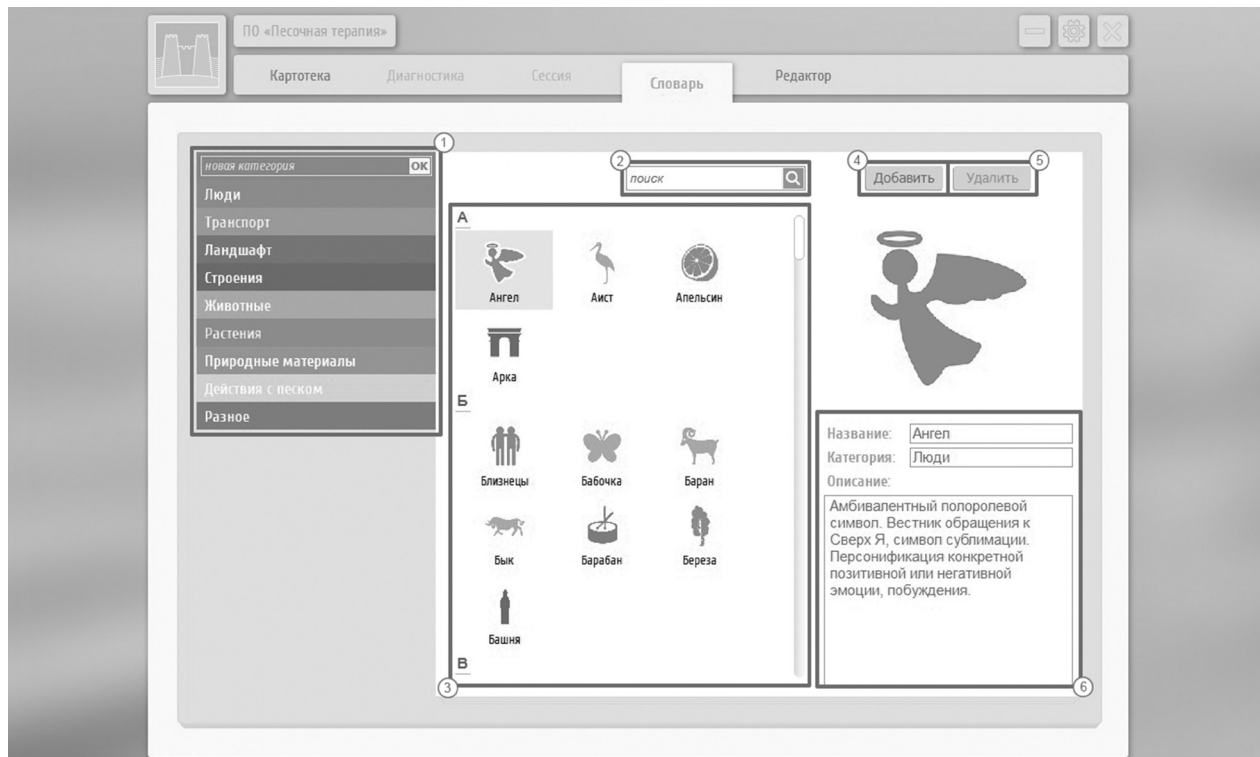 ПО «Песочная терапия»
Картотека
Диагностика
Сессия
Словарь
Редактор
1
новая категория
OK
Люди
Транспорт
Ландшафт
Строения
Животные
Растения
Природные материалы
Действия с песком
Разное
2
поиск
4
Добавить
5
Удалить
3
А
Ангел
Аист
Апельсин
Арка
Б
Близнецы
Бабочка
Баран
Бык
Барабан
Береза
Башня
В
6
Название: Ангел
Категория: Люди
Описание:
Амбивалентный полоролевой
символ. Вестник обращения к
Сверх Я, символ сублимации.
Персонификация конкретной
позитивной или негативной
эмоции, побуждения.